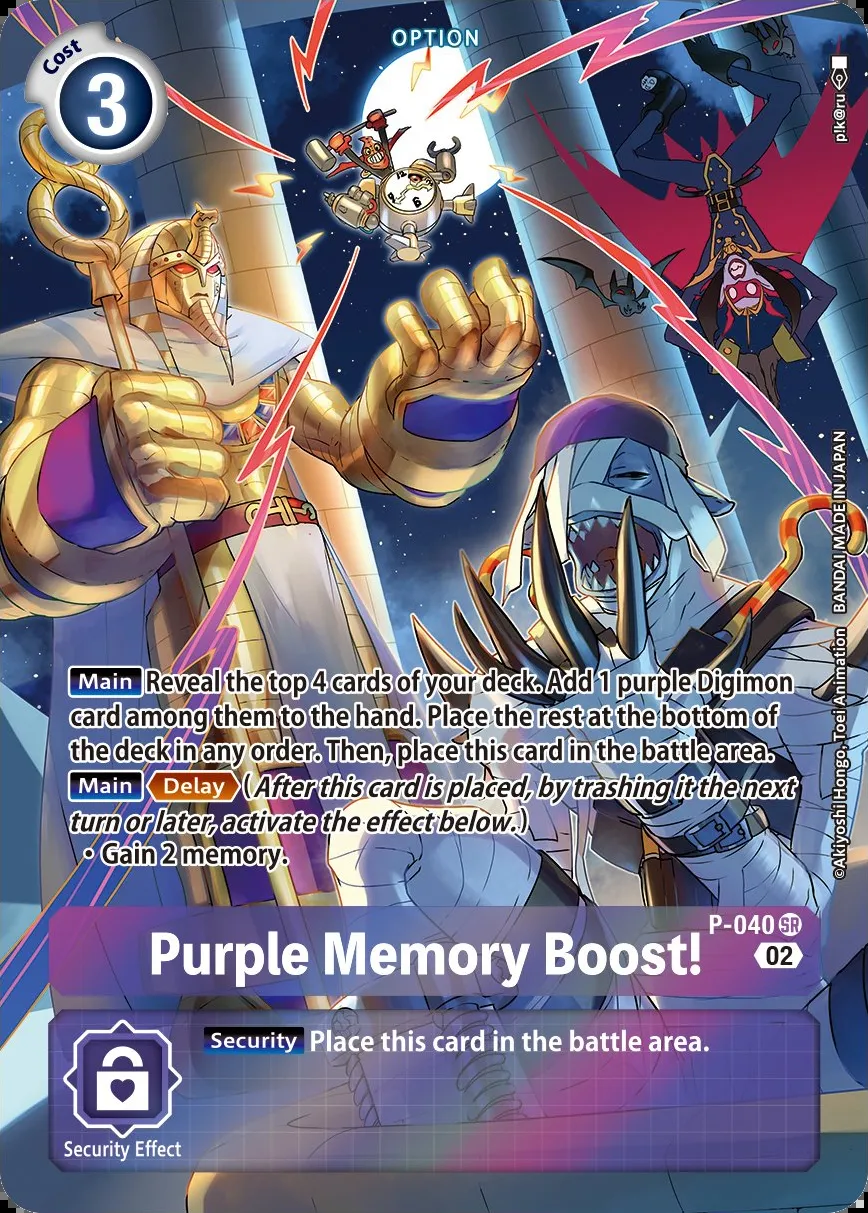 OPTION
Cost
3
p!k@ru
Main Reveal the top 4 cards of your deck. Add 1 purple Digimon
card among them to the hand. Place the rest at the bottom of
the deck in any order. Then, place this card in the battle area.
Main Delay (After this card is placed, by trashing it the next
turn or later, activate the effect below.)
・Gain 2 memory.
©Akiyoshi Hongo, Toei Animation BANDAI MADE IN JAPAN
P-040 SR
Purple Memory Boost!
02
Security Place this card in the battle area.
Security Effect